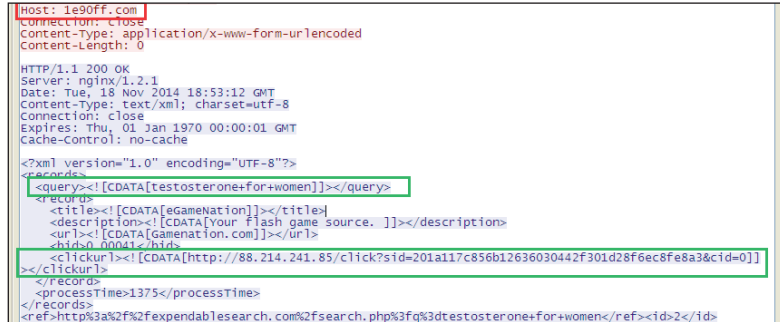 Host: 1e90ff.com
Connection: close
Content-Type: application/x-www-form-urlencoded
Content-Length: 0
HTTP/1.1 200 OK
Server: nginx/1.2.1
Date: Tue, 18 Nov 2014 18:53:12 GMT
Content-Type: text/xml; charset=utf-8
Connection: close
Expires: Thu, 01 Jan 1970 00:00:01 GMT
Cache-Control: no-cache
<?xml version="1.0" encoding="UTF-8"?>
<records>
<query><![CDATA[testosterone+for+women]]></query>
<record>
<title><![CDATA[eGameNation]]></title>
<description><![CDATA[Your flash game source. ]]></description>
<url><![CDATA[Gamenation.com]]></url>
<bid>0.00041</bid>
<clickurl><![CDATA[http://88.214.241.85/click?sid=201a117c856b12636030442f301d28f6ec8fe8a3&cid=0]]
></clickurl>
</record>
<processTime>1375</processTime>
</records>
<ref>http%3a%2f%2fexpendablesearch.com%2fsearch.php%3fq%3dtestosterone+for+women</ref><id>2</id>